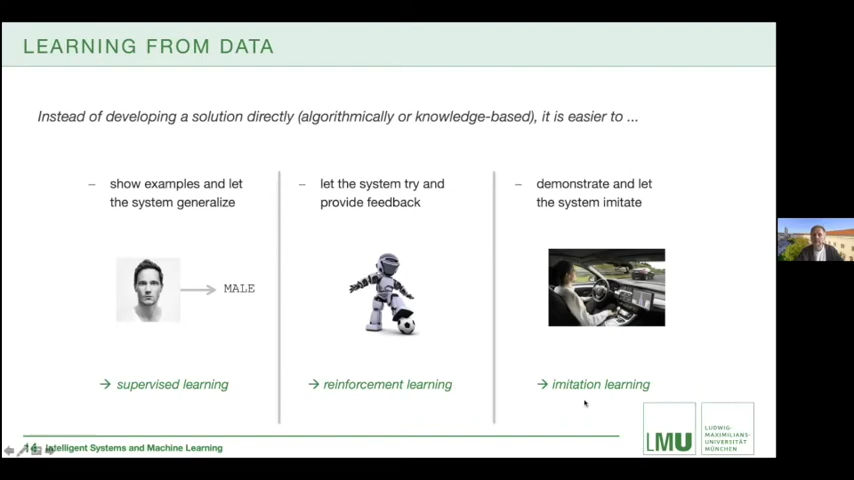 LEARNING FROM DATA
Instead of developing a solution directly (algorithmically or knowledge-based), it is easier to ...
– show examples and let
the system generalize
– let the system try and
provide feedback
– demonstrate and let
the system imitate
MALE
→ supervised learning
→ reinforcement learning
→ imitation learning
14 Intelligent Systems and Machine Learning
LMU
LUDWIG-
MAXIMILIANS-
UNIVERSITÄT
MÜNCHEN